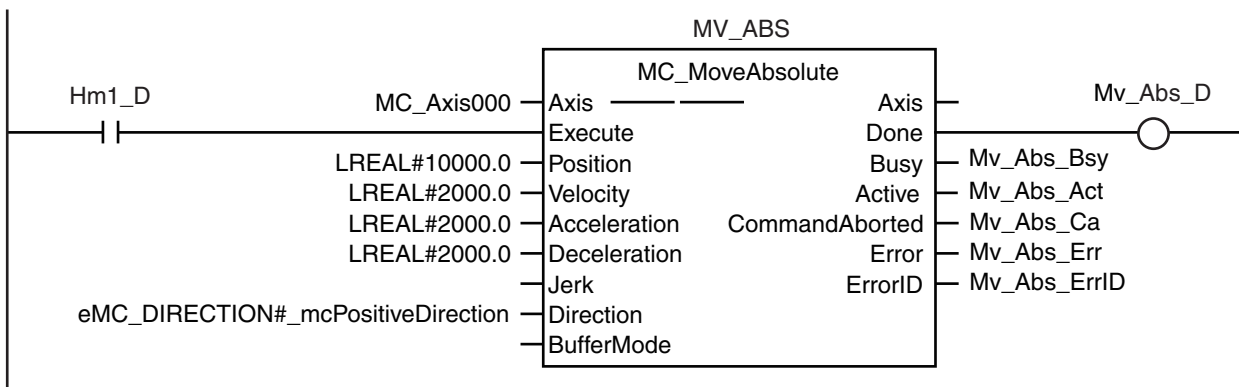 MV_ABS
MC_MoveAbsolute
Hm1_D
MC_Axis000 Axis Axis Mv_Abs_D
Execute Done
LREAL#10000.0 Position Busy Mv_Abs_Bsy
LREAL#2000.0 Velocity Active Mv_Abs_Act
LREAL#2000.0 Acceleration CommandAborted Mv_Abs_Ca
LREAL#2000.0 Deceleration Error Mv_Abs_Err
Jerk ErrorID Mv_Abs_ErrID
eMC_DIRECTION#_mcPositiveDirection Direction
BufferMode